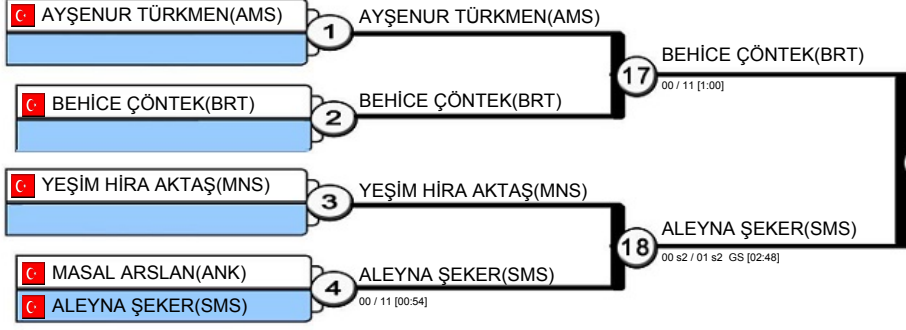 AYŞENUR TÜRKMEN(AMS)
1
AYŞENUR TÜRKMEN(AMS)
BEHİCE ÇÖNTEK(BRT)
17
00 / 11 [1:00]
BEHİCE ÇÖNTEK(BRT)
2
BEHİCE ÇÖNTEK(BRT)
YEŞİM HİRA AKTAŞ(MNS)
3
YEŞİM HİRA AKTAŞ(MNS)
ALEYNA ŞEKER(SMS)
18
00 s2 / 01 s2 GS [02:48]
MASAL ARSLAN(ANK)
4
ALEYNA ŞEKER(SMS)
00 / 11 [00:54]
ALEYNA ŞEKER(SMS)